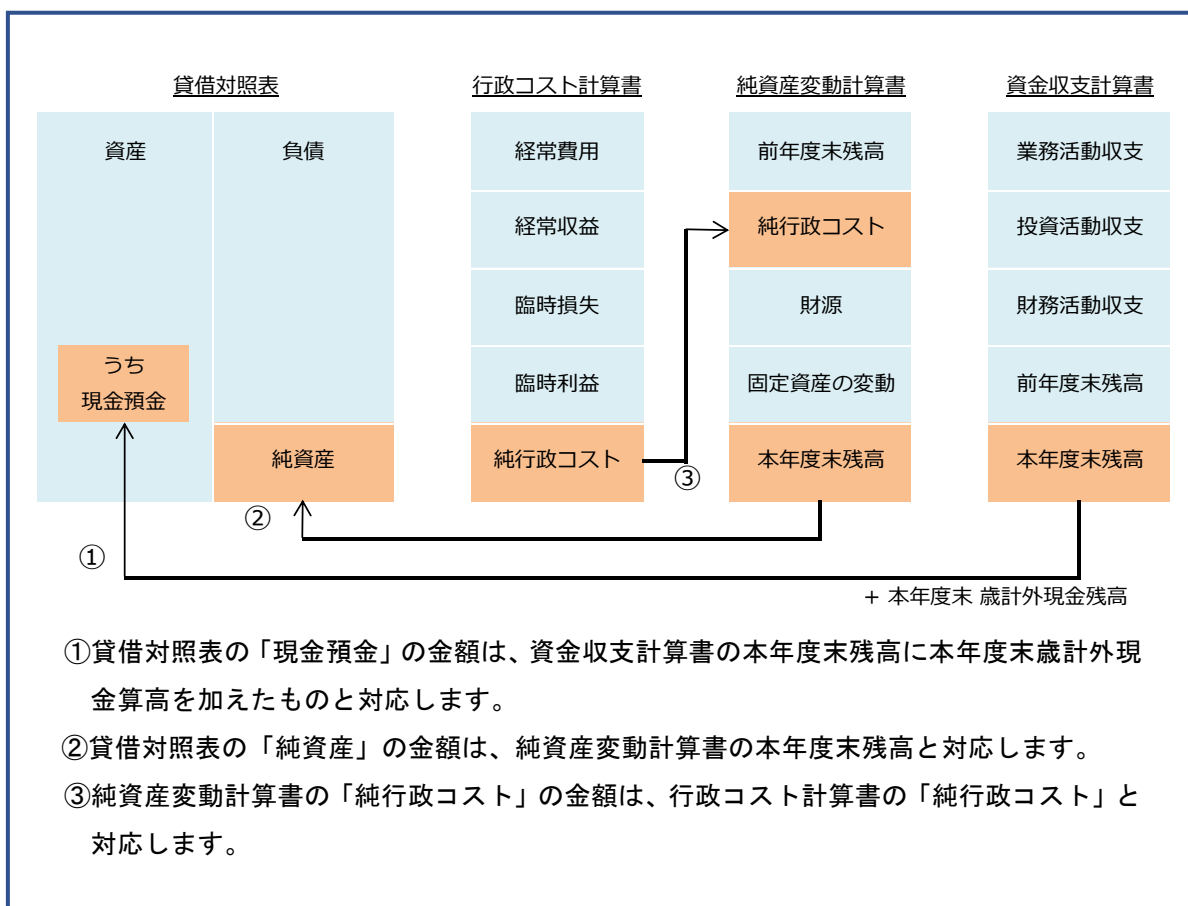 貸借対照表
行政コスト計算書
純資産変動計算書
資金収支計算書
資産
負債
経常費用
前年度末残高
業務活動収支
経常収益
純行政コスト
投資活動収支
臨時損失
財源
財務活動収支
うち
現金預金
臨時利益
固定資産の変動
前年度末残高
純資産
純行政コスト
本年度末残高
本年度末残高
③
②
①
+ 本年度末 歳計外現金残高
①貸借対照表の「現金預金」の金額は、資金収支計算書の本年度末残高に本年度末歳計外現
金算高を加えたものと対応します。
②貸借対照表の「純資産」の金額は、純資産変動計算書の本年度末残高と対応します。
③純資産変動計算書の「純行政コスト」の金額は、行政コスト計算書の「純行政コスト」と
対応します。